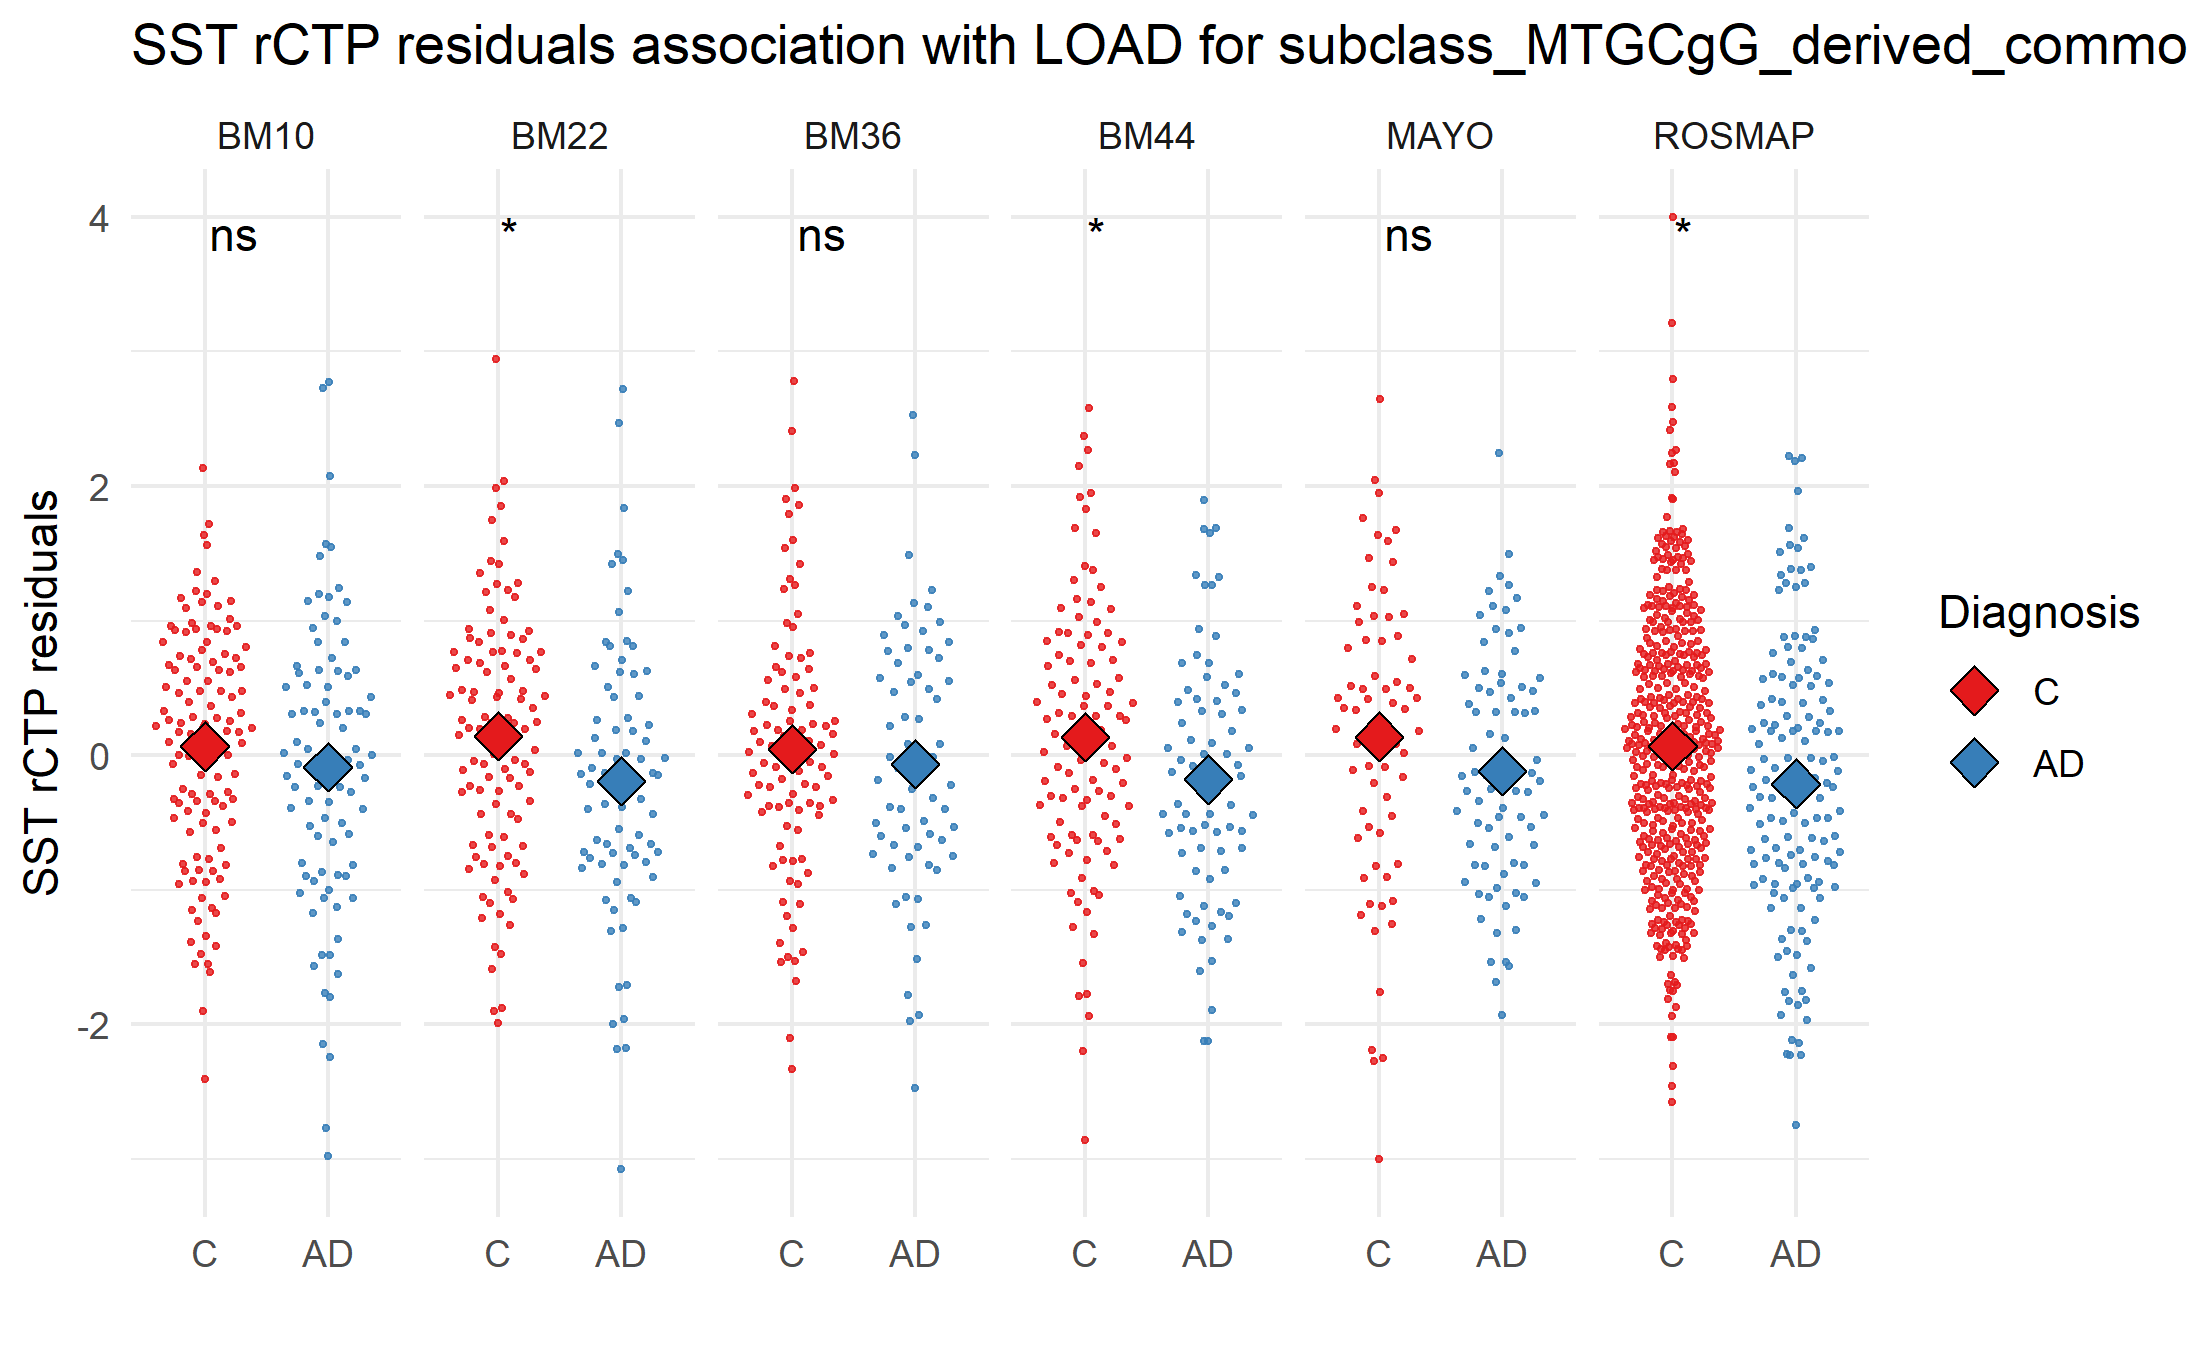 SST rCTP residuals association with LOAD for subclass_MTGCgG_derived_commo
BM10 BM22 BM36 BM44 MAYO ROSMAP
4
ns * ns * ns *
2
0
-2
SST rCTP residuals
C AD C AD C AD C AD C AD C AD
Diagnosis
C
AD